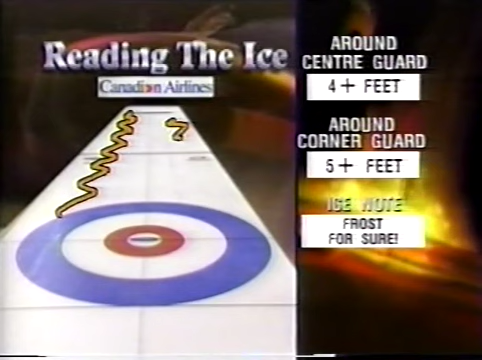 Reading The Ice
Canadian Airlines
AROUND
CENTRE GUARD
4+ FEET
AROUND
CORNER GUARD
5+ FEET
ICE NOTE
FROST
FOR SURE!